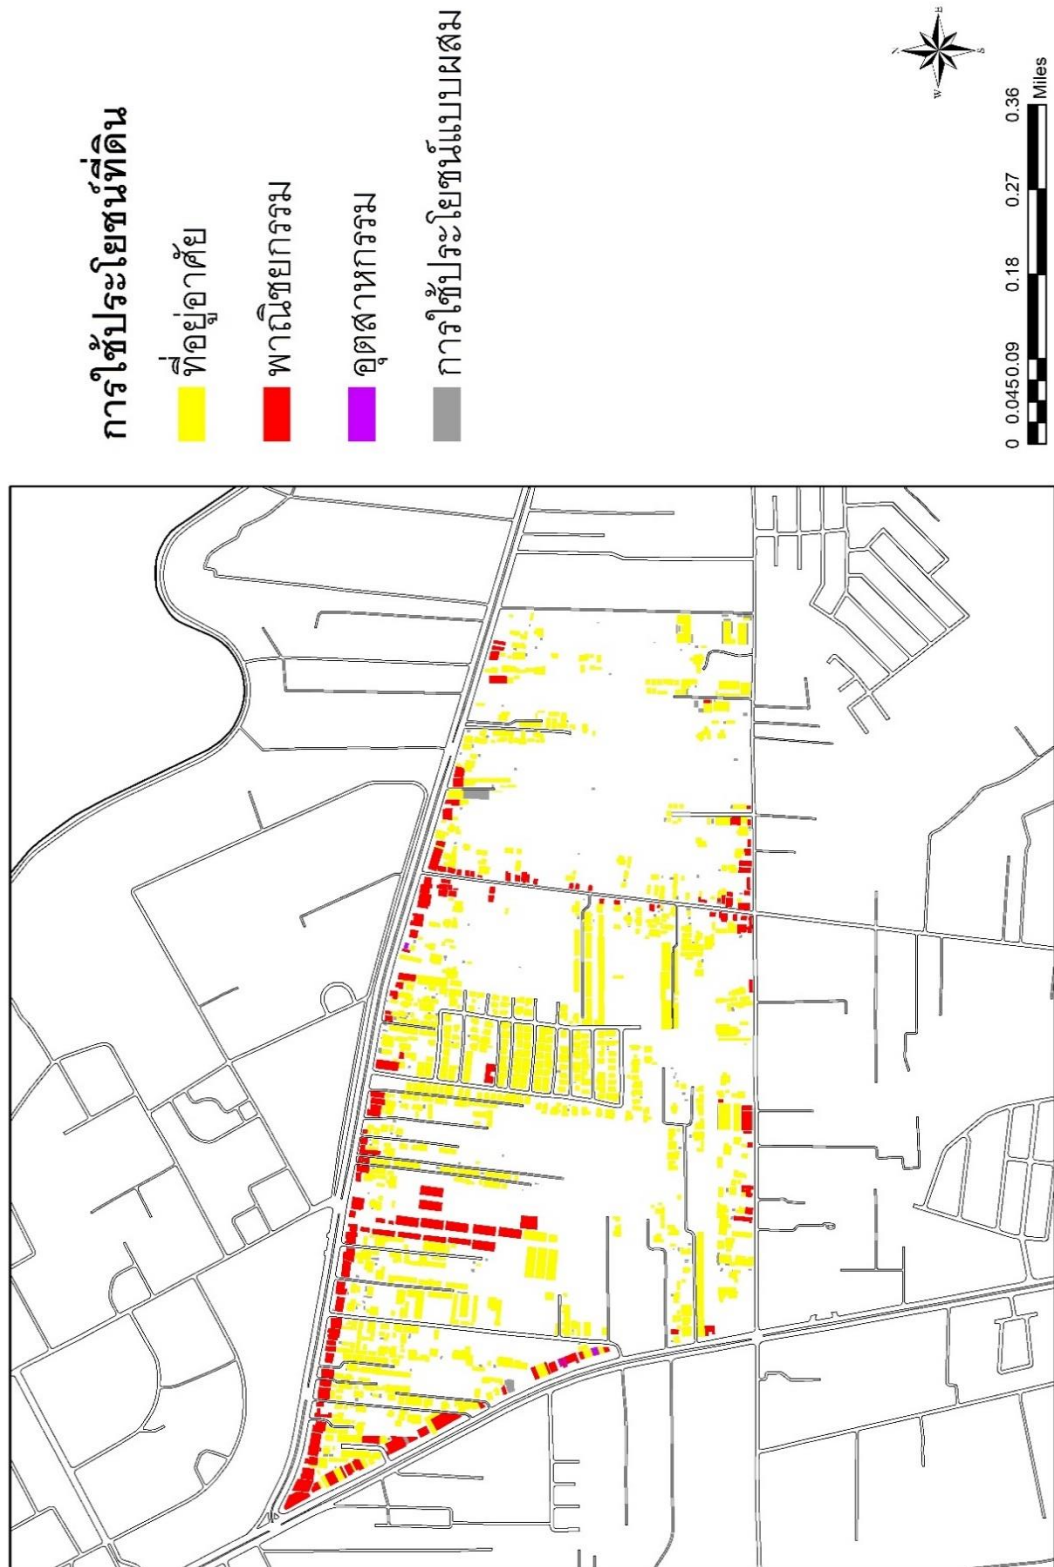 การใช้ประโยชน์ที่ดิน
ที่อยู่อาศัย
พาณิชยกรรม
อุตสาหกรรม
การใช้ประโยชน์แบบผสม
N
E
S
W
0 0.045 0.09 0.18 0.27 0.36
Miles